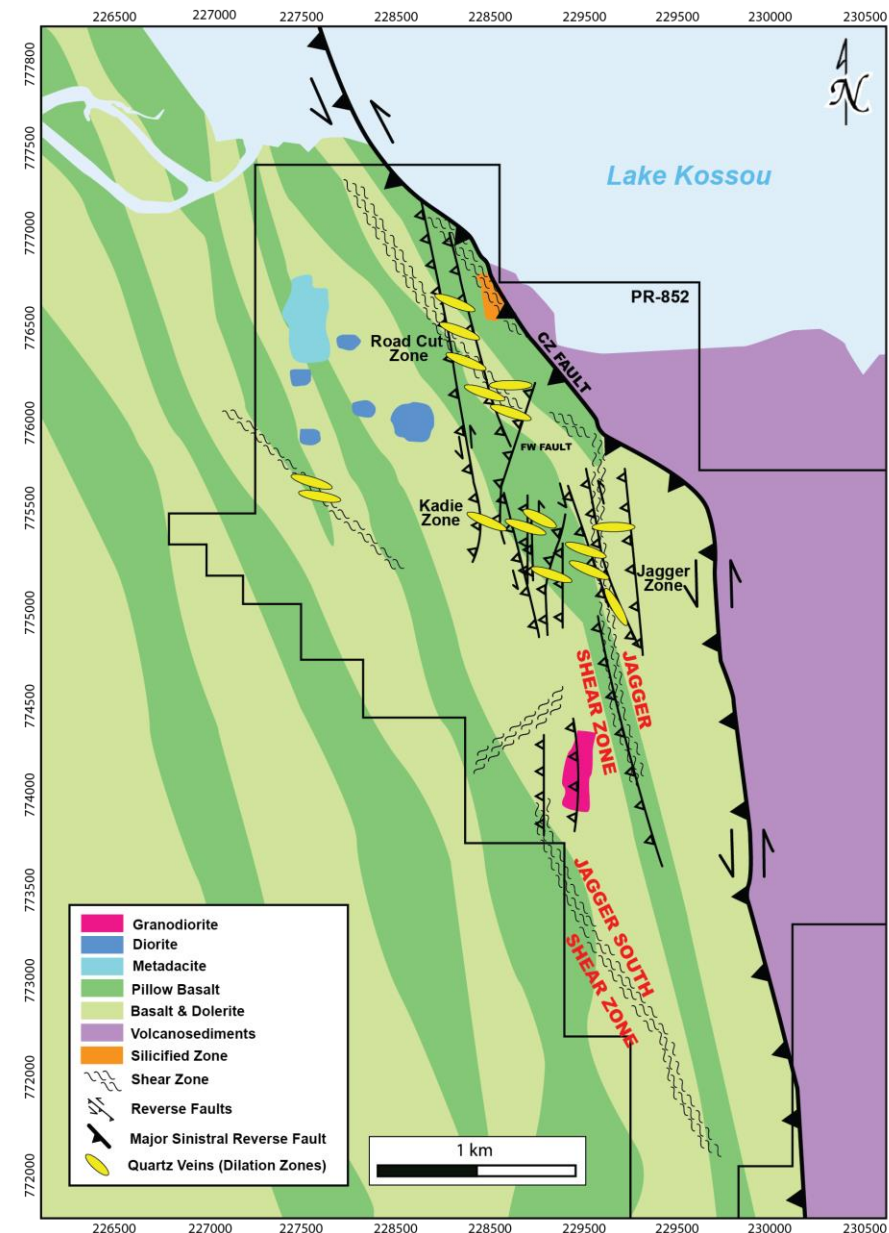 226500 227000 227500 228500 228500 229500 229500 230000 230500
777800
777500
777000
776500
776000
775500
775000
774500
774000
773500
773000
772000
772000
N
Lake Kossou
PR-852
CZ FAULT
Road Cut
Zone
FW FAULT
Kadie
Zone
Jagger
Zone
JAGGER
SHEAR ZONE
JAGGER SOUTH
SHEAR ZONE
Granodiorite
Diorite
Metadacite
Pillow Basalt
Basalt & Dolerite
Volcanosediments
Silicified Zone
Shear Zone
Reverse Faults
Major Sinistral Reverse Fault
Quartz Veins (Dilation Zones)
1 km
226500 227000 227500 228500 228500 229500 229500 230000 230500